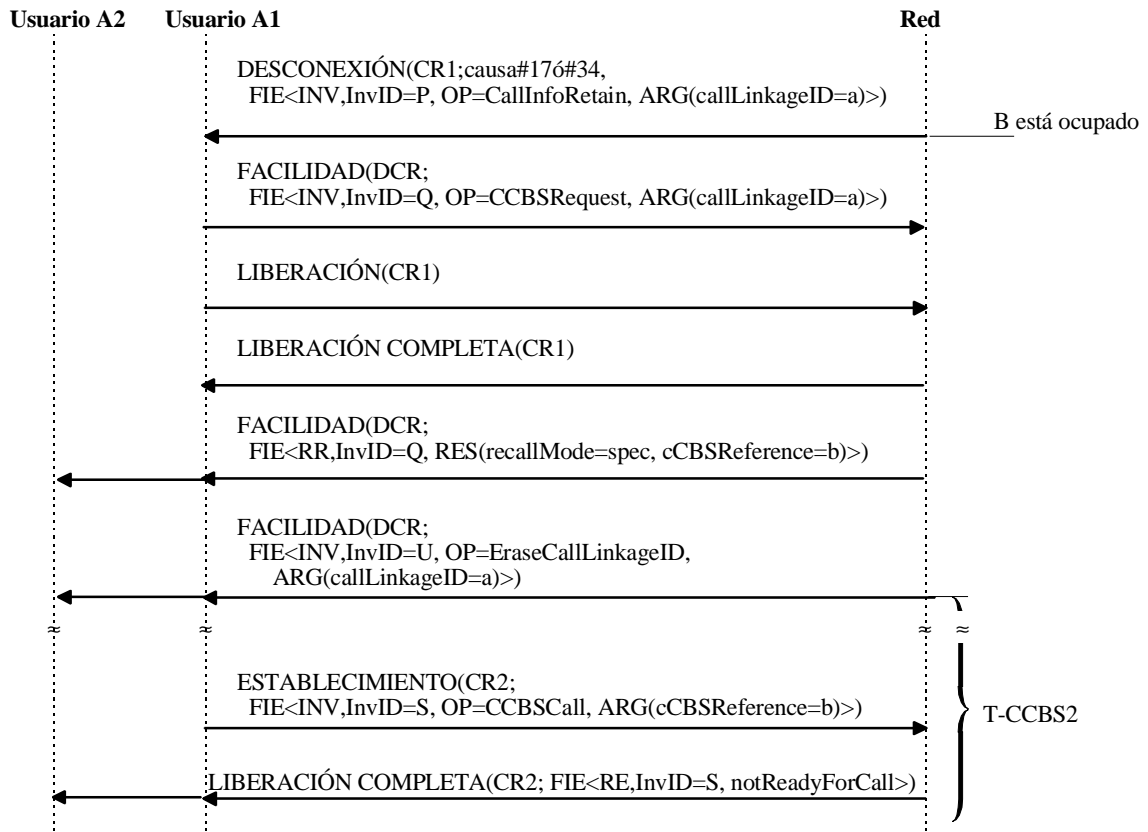 Usuario A2 Usuario A1 Red
DESCONEXIÓN(CR1;causa#17ó#34,
FIE<INV,InvID=P, OP=CallInfoRetain, ARG(callLinkageID=a)>)
B está ocupado
FACILIDAD(DCR;
FIE<INV,InvID=Q, OP=CCBSRequest, ARG(callLinkageID=a)>)
LIBERACIÓN(CR1)
LIBERACIÓN COMPLETA(CR1)
FACILIDAD(DCR;
FIE<RR,InvID=Q, RES(recallMode=spec, cCBSReference=b)>)
FACILIDAD(DCR;
FIE<INV,InvID=U, OP=EraseCallLinkageID,
ARG(callLinkageID=a)>)
≈ ≈ ≈ ≈
ESTABLECIMIENTO(CR2;
FIE<INV,InvID=S, OP=CCBSCall, ARG(cCBSReference=b)>)
T-CCBS2
LIBERACIÓN COMPLETA(CR2; FIE<RE,InvID=S, notReadyForCall>)